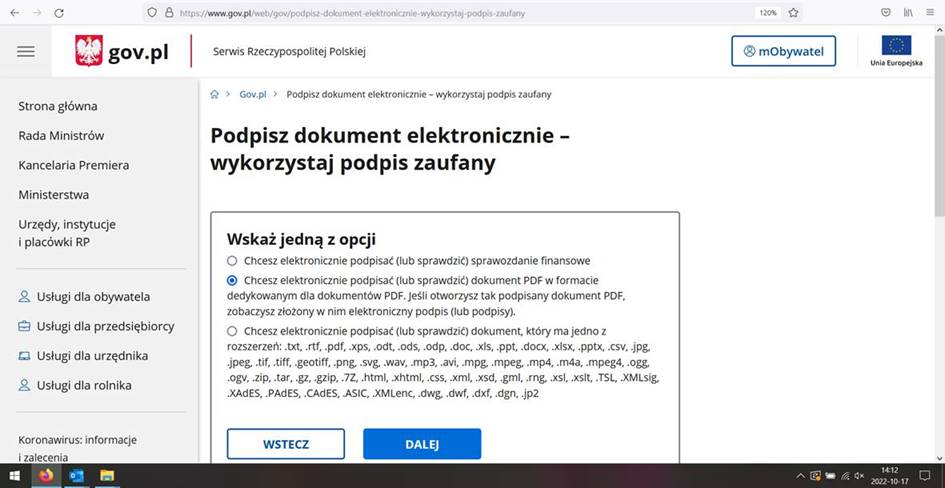 https://www.gov.pl/web/gov/podpisz-dokument-elektronicznie-wykorzystaj-podpis-zaufany
120%
gov.pl
Serwis Rzeczypospolitej Polskiej
mObywatel
Unia Europejska
Strona główna
Rada Ministrów
Kancelaria Premiera
Ministerstwa
Urzędy, instytucje
i placówki RP
Usługi dla obywatela
Usługi dla przedsiębiorcy
Usługi dla urzędnika
Usługi dla rolnika
Koronawirus: informacje
i zalecenia
Gov.pl
Podpisz dokument elektronicznie – wykorzystaj podpis zaufany
Podpisz dokument elektronicznie –
wykorzystaj podpis zaufany
Wskaż jedną z opcji
Chcesz elektronicznie podpisać (lub sprawdzić) sprawozdanie finansowe
Chcesz elektronicznie podpisać (lub sprawdzić) dokument PDF w formacie
dedykowanym dla dokumentów PDF. Jeśli otworzysz tak podpisany dokument PDF,
zobaczysz złożony w nim elektroniczny podpis (lub podpisy).
Chcesz elektronicznie podpisać (lub sprawdzić) dokument, który ma jedno z
rozszerzeń: .txt, .rtf, .pdf, .xps, .odt, .ods, .odp, .doc, .xls, .ppt, .docx, .xlsx, .pptx, .csv, .jpg,
.jpeg, .tif, .tiff, .geotiff, .png, .svg, .wav, .mp3, .avi, .mpg, .mpeg, .mp4, .m4a, .mpeg4, .ogg,
.ogv, .zip, .tar, .gz, .gzip, .7Z, .html, .xhtml, .css, .xml, .xsd, .gml, .rng, .xsl, .xslt, .TSL, .XMLsig,
.XAdES, .PAdES, .CAdES, .ASIC, .XMLenc, .dwg, .dwf, .dxf, .dgn, .jp2
WSTECZ
DALEJ
14:12
2022-10-17